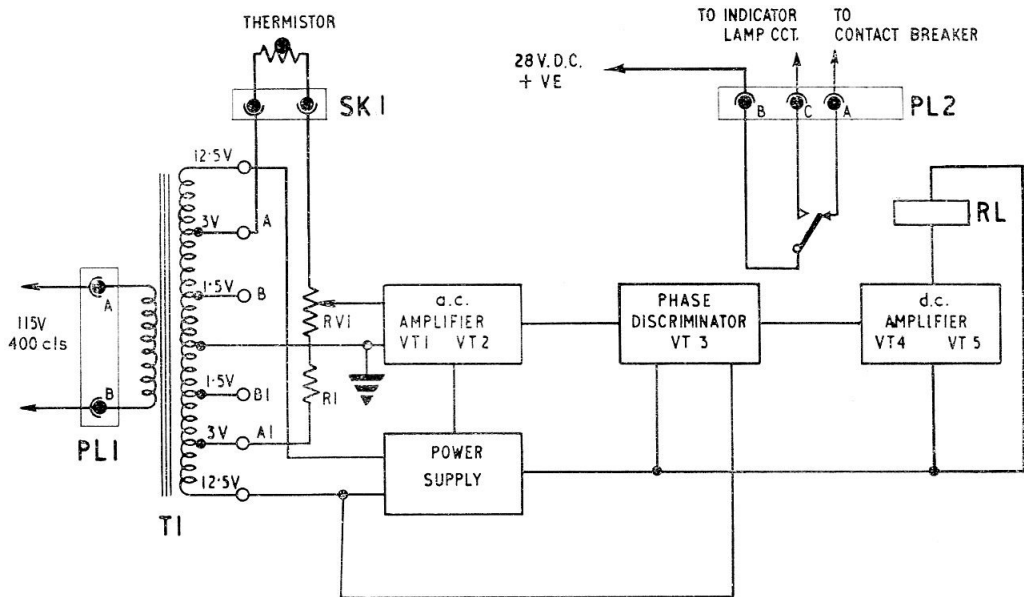 THERMISTOR
SK1
TO INDICATOR
LAMP CCT.
TO
CONTACT BREAKER
28 V. D.C.
+ VE
B
C
A
PL2
12·5V
3V
A
1·5V
B
1·5V
B1
3V
A1
12·5V
T1
115V
400 c/s
A
B
PL1
RV1
R1
a.c.
AMPLIFIER
VT1 VT2
PHASE
DISCRIMINATOR
VT 3
d.c.
AMPLIFIER
VT4 VT 5
RL
POWER
SUPPLY